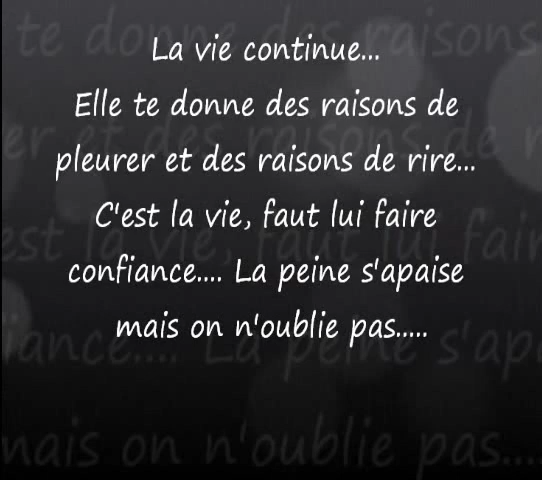 La vie continue...
Elle te donne des raisons de
pleurer et des raisons de rire...
C'est la vie, faut lui faire
confiance.... La peine s'apaise
mais on n'oublie pas.....